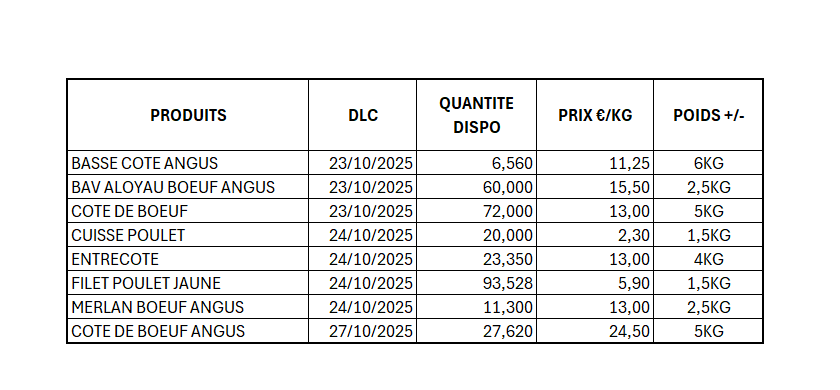 PRODUITS DLC QUANTITE DISPO PRIX €/KG POIDS +/-
BASSE COTE ANGUS 23/10/2025 6,560 11,25 6KG
BAV ALOYAU BOEUF ANGUS 23/10/2025 60,000 15,50 2,5KG
COTE DE BOEUF 23/10/2025 72,000 13,00 5KG
CUISSE POULET 24/10/2025 20,000 2,30 1,5KG
ENTRECOTE 24/10/2025 23,350 13,00 4KG
FILET POULET JAUNE 24/10/2025 93,528 5,90 1,5KG
MERLAN BOEUF ANGUS 24/10/2025 11,300 13,00 2,5KG
COTE DE BOEUF ANGUS 27/10/2025 27,620 24,50 5KG